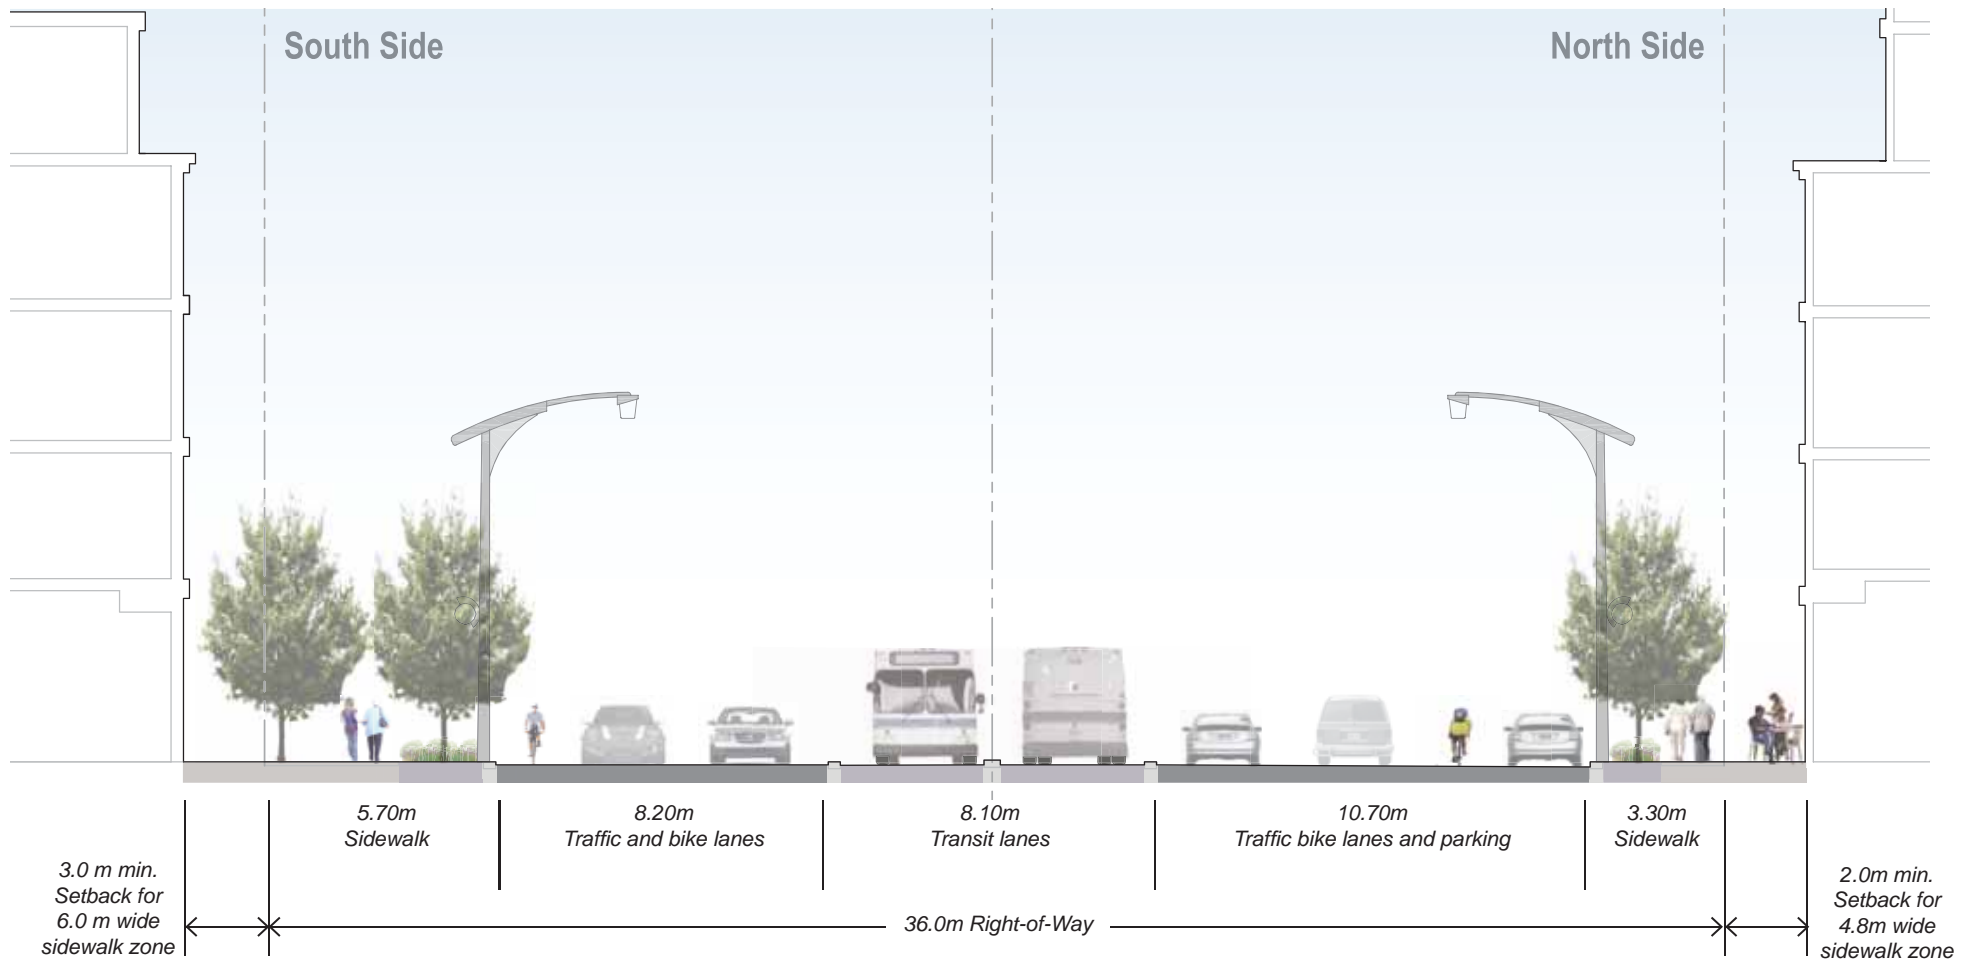 South Side
North Side
5.70m
Sidewalk
8.20m
Traffic and bike lanes
8.10m
Transit lanes
10.70m
Traffic bike lanes and parking
3.30m
Sidewalk
3.0 m min.
Setback for
6.0 m wide
sidewalk zone
36.0m Right-of-Way
2.0m min.
Setback for
4.8m wide
sidewalk zone